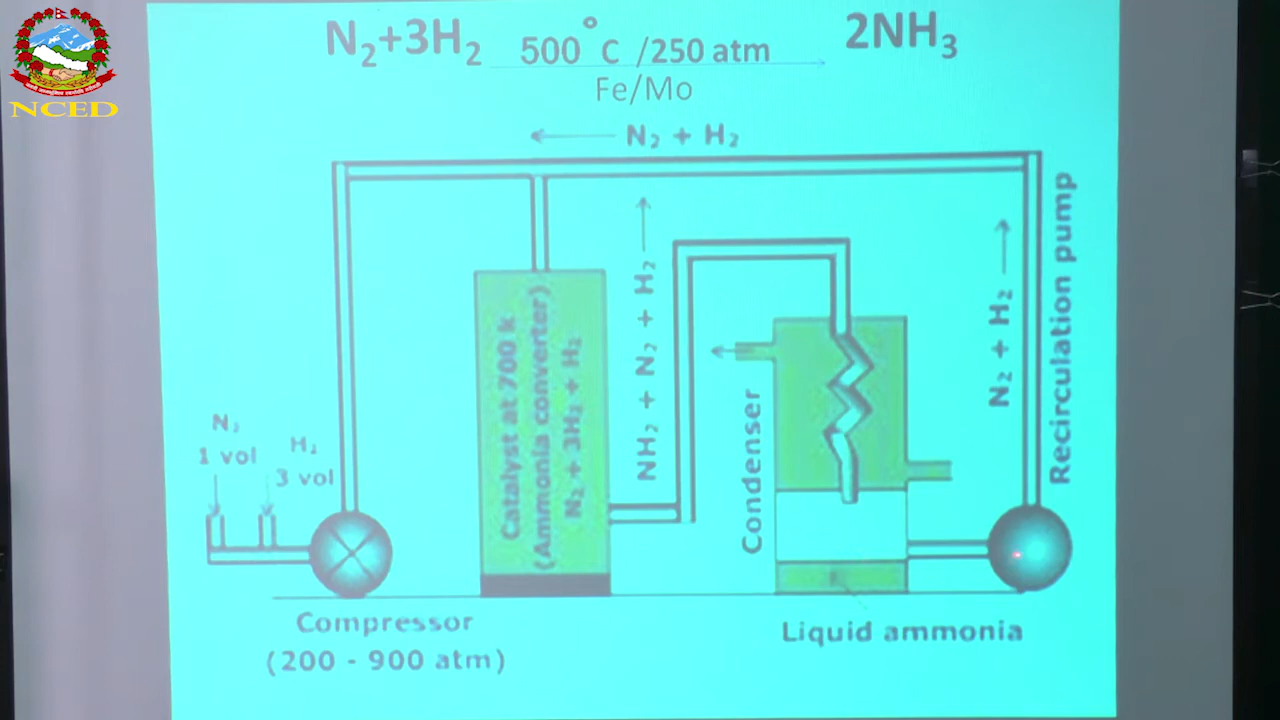 NCED
N₂+3H₂ 500°C /250 atm 2NH₃
Fe/Mo
N₂ + H₂
N₂
1 vol
H₂
3 vol
Catalyst at 700 k
(Ammonia converter)
N₂ + 3H₂ + H₂
NH₂ + N₂ + H₂
Condenser
N₂ + H₂
Recirculation pump
Compressor
(200 - 900 atm)
Liquid ammonia